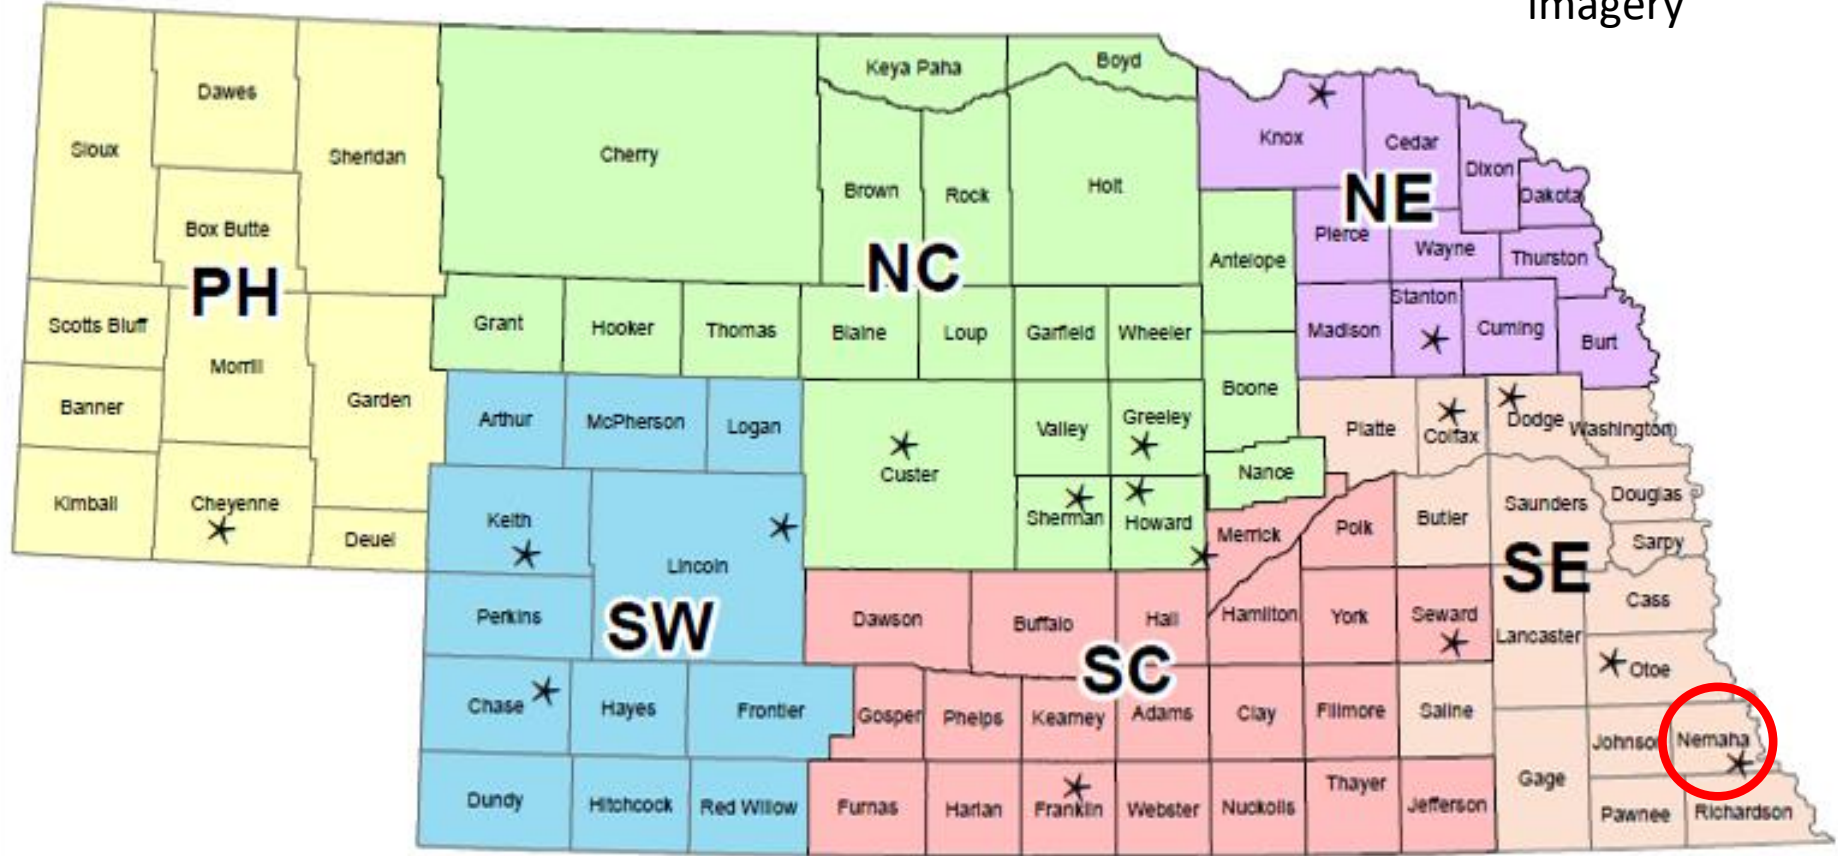 Imagery
Keya Paha
Boyd
Dawes
Sioux
Sheridan
Cherry
Knox
Cedar
Dixon
Dakota
Brown
Rock
Holt
NE
Box Butte
Pierce
Wayne
Thurston
Antelope
NC
PH
Stanton
Scotts Bluff
Grant
Hooker
Thomas
Blaine
Loup
Garfield
Wheeler
Madison
Cuming
Burt
Morrill
Banner
Garden
Arthur
McPherson
Logan
Valley
Greeley
Boone
Platte
Colfax
Dodge
Washington
Custer
Nance
Kimball
Cheyenne
Deuel
Keith
Lincoln
Sherman
Howard
Merrick
Polk
Butler
Saunders
Douglas
Sarpy
SE
Perkins
SW
Dawson
Buffalo
Hall
Hamilton
York
Seward
Lancaster
Cass
SC
Otoe
Chase
Hayes
Frontier
Gosper
Phelps
Kearney
Adams
Clay
Fillmore
Saline
Johnson
Nemaha
Dundy
Hitchcock
Red Willow
Furnas
Harlan
Franklin
Webster
Nuckolls
Thayer
Jefferson
Gage
Pawnee
Richardson